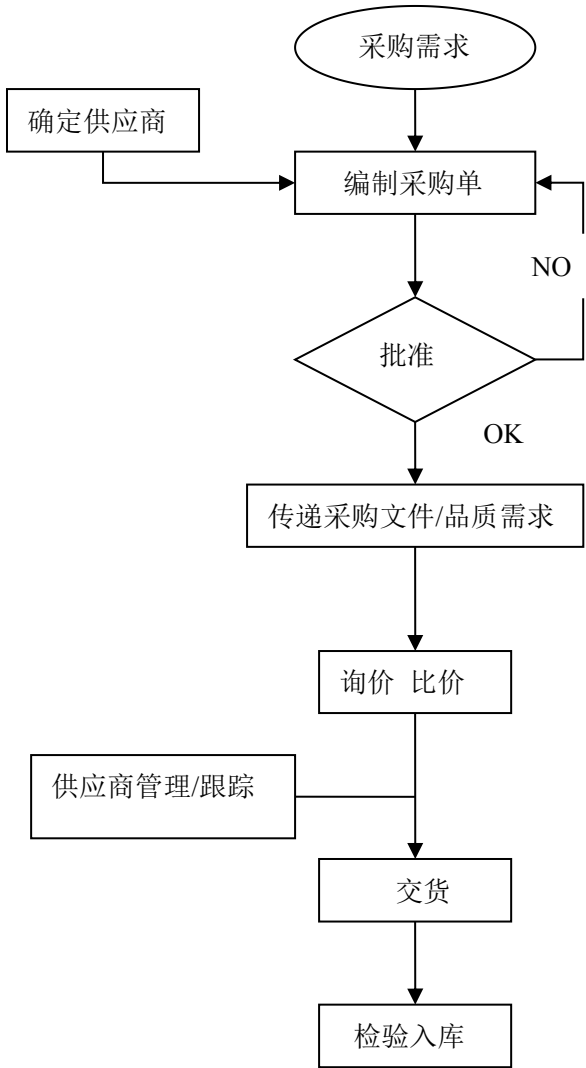 采购需求
确定供应商
编制采购单
NO
批准
OK
传递采购文件/品质需求
询价 比价
供应商管理/跟踪
交货
检验入库